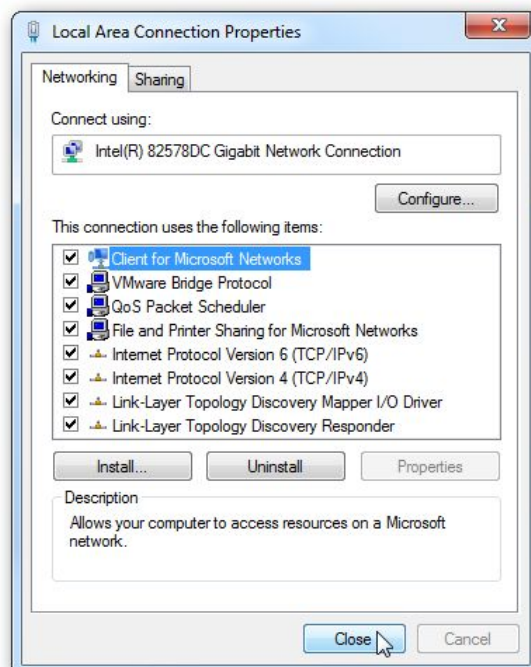 Local Area Connection Properties
Networking
Sharing
Connect using:
Intel(R) 82578DC Gigabit Network Connection
Configure...
This connection uses the following items:
Client for Microsoft Networks
VMware Bridge Protocol
QoS Packet Scheduler
File and Printer Sharing for Microsoft Networks
Internet Protocol Version 6 (TCP/IPv6)
Internet Protocol Version 4 (TCP/IPv4)
Link-Layer Topology Discovery Mapper I/O Driver
Link-Layer Topology Discovery Responder
Install...
Uninstall
Properties
Description
Allows your computer to access resources on a Microsoft
network.
Close
Cancel